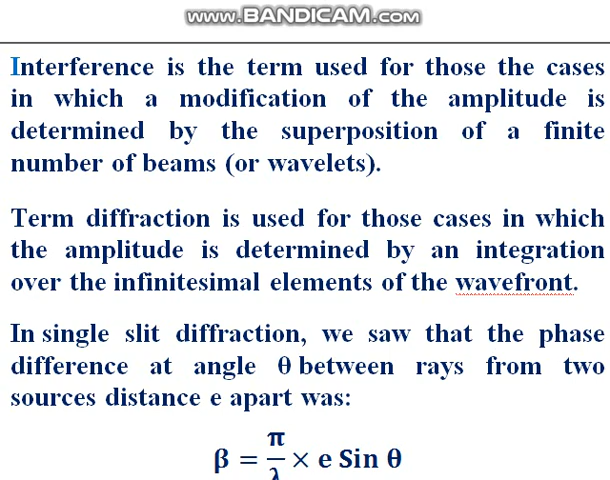 www.BANDICAM.com
Interference is the term used for those the cases
in which a modification of the amplitude is
determined by the superposition of a finite
number of beams (or wavelets).
Term diffraction is used for those cases in which
the amplitude is determined by an integration
over the infinitesimal elements of the wavefront.
In single slit diffraction, we saw that the phase
difference at angle θ between rays from two
sources distance e apart was:
β = π/λ × e Sin θ